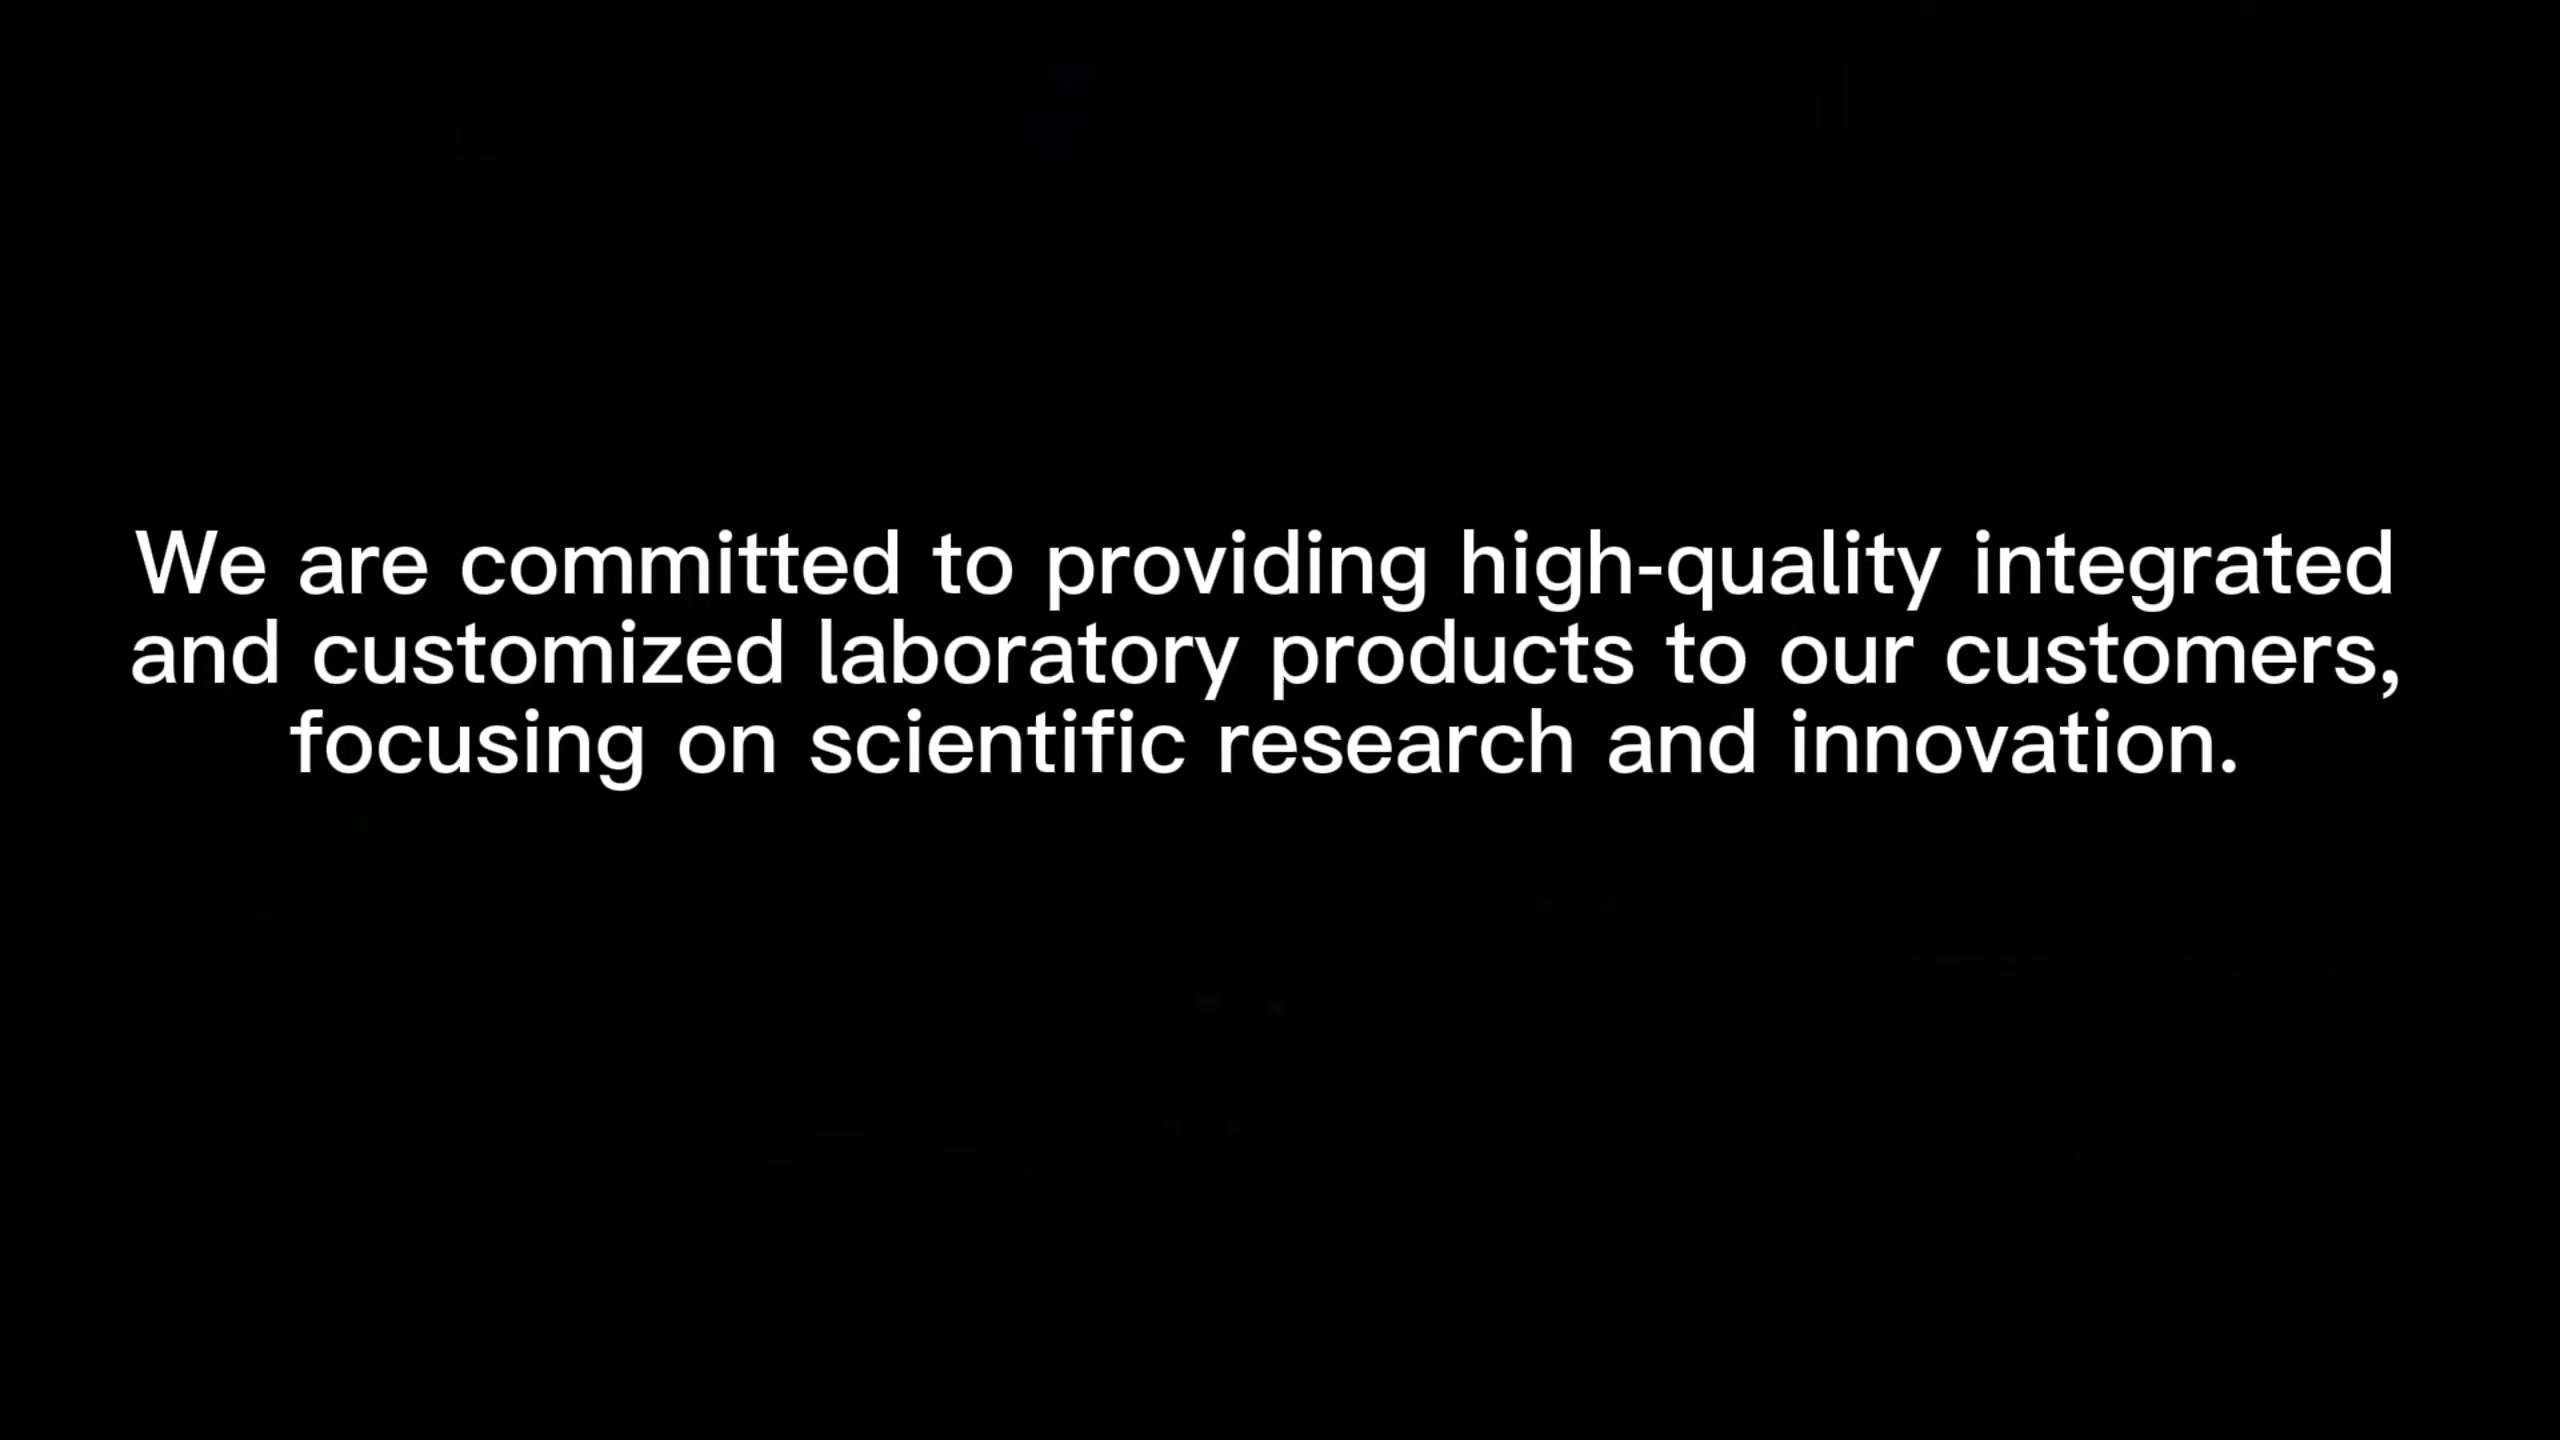 We are committed to providing high-quality integrated
and customized laboratory products to our customers,
focusing on scientific research and innovation.